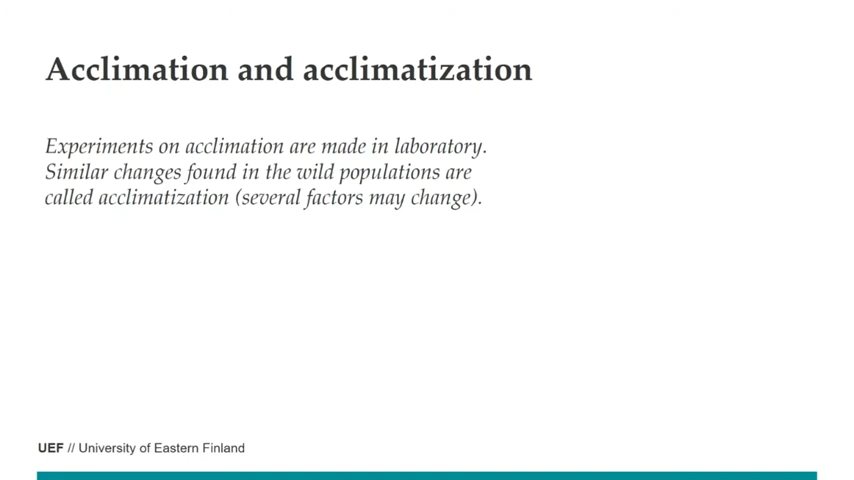 Acclimation and acclimatization
Experiments on acclimation are made in laboratory.
Similar changes found in the wild populations are
called acclimatization (several factors may change).
UEF // University of Eastern Finland